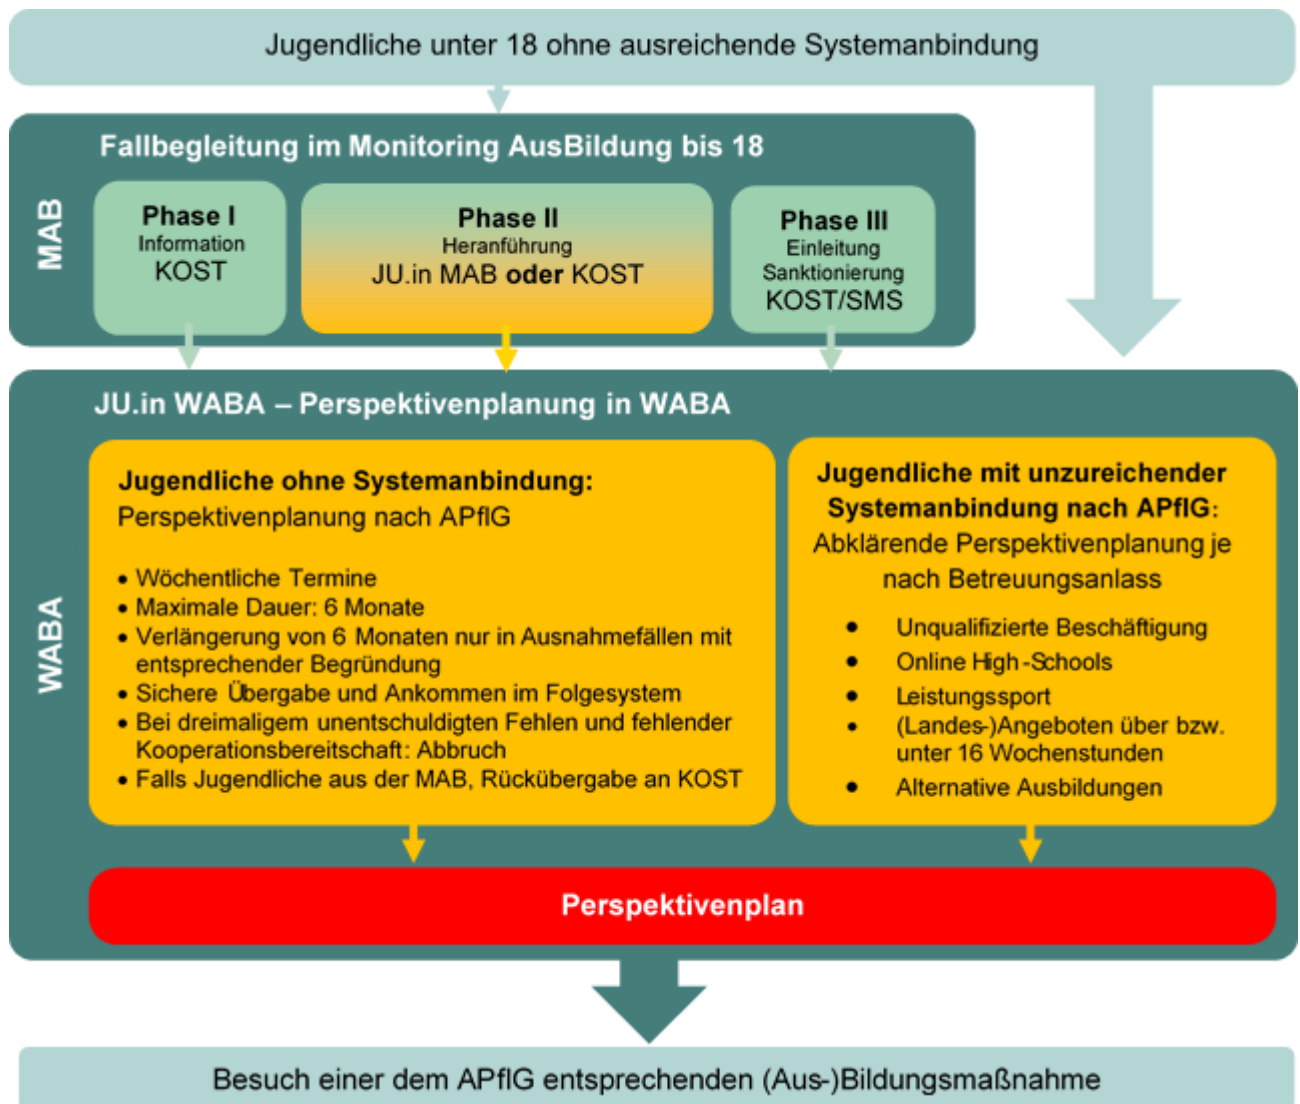 Jugendliche unter 18 ohne ausreichende Systemanbindung
MAB
Fallbegleitung im Monitoring AusBildung bis 18
Phase I
Information
KOST
Phase II
Heranführung
JU.in MAB oder KOST
Phase III
Einleitung
Sanktionierung
KOST/SMS
WABA
JU.in WABA – Perspektivenplanung in WABA
Jugendliche ohne Systemanbindung:
Perspektivenplanung nach APflG
• Wöchentliche Termine
• Maximale Dauer: 6 Monate
• Verlängerung von 6 Monaten nur in Ausnahmefällen mit
entsprechender Begründung
• Sichere Übergabe und Ankommen im Folgesystem
• Bei dreimaligem unentschuldigten Fehlen und fehlender
Kooperationsbereitschaft: Abbruch
• Falls Jugendliche aus der MAB, Rückübergabe an KOST
Jugendliche mit unzureichender
Systemanbindung nach APflG:
Abklärende Perspektivenplanung je
nach Betreuungsanlass
• Unqualifizierte Beschäftigung
• Online High-Schools
• Leistungssport
• (Landes-)Angeboten über bzw.
unter 16 Wochenstunden
• Alternative Ausbildungen
Perspektivenplan
Besuch einer dem APflG entsprechenden (Aus-)Bildungsmaßnahme